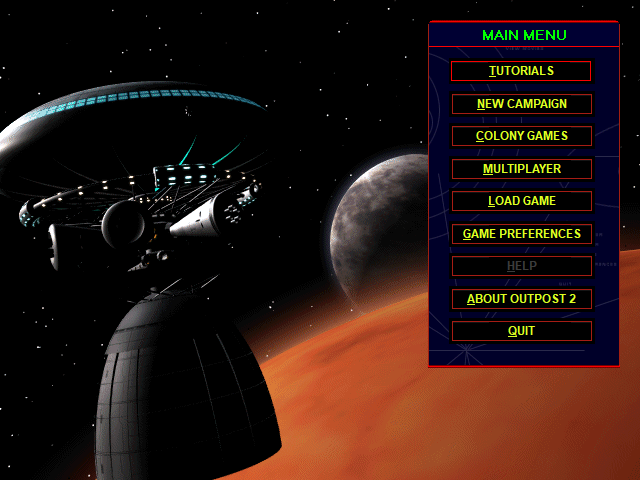 MAIN MENU
TUTORIALS
NEW CAMPAIGN
COLONY GAMES
MULTIPLAYER
LOAD GAME
GAME PREFERENCES
HELP
ABOUT OUTPOST 2
QUIT